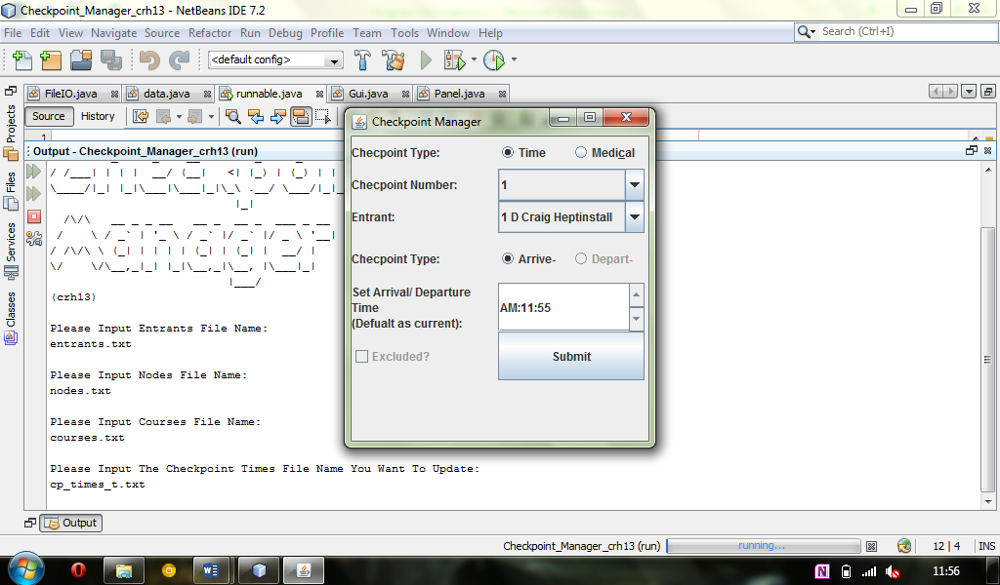 Checkpoint_Manager_crh13 - NetBeans IDE 7.2
File Edit View Navigate Source Refactor Run Debug Profile Team Tools Window Help
Search (Ctrl+I)
<default config>
FileIO.java data.java runnable.java Gui.java Panel.java
Source History
Projects
Files
Services
Classes
1
Output - Checkpoint_Manager_crh13 (run)
(crh13)
Please Input Entrants File Name:
entrants.txt
Please Input Nodes File Name:
nodes.txt
Please Input Courses File Name:
courses.txt
Please Input The Checkpoint Times File Name You Want To Update:
cp_times_t.txt
Checkpoint Manager
Checpoint Type: Time Medical
Checpoint Number: 1
Entrant: 1 D Craig Heptinstall
Checpoint Type: Arrive- Depart-
Set Arrival/ Departure
Time
(Defualt as current):
AM:11:55
Excluded? Submit
Output
Checkpoint_Manager_crh13 (run) running... 12 | 4 INS
11:56